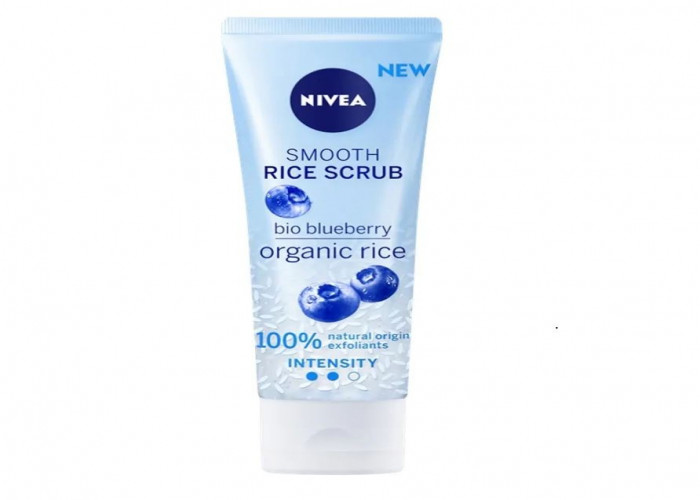 NEW
NIVEA
SMOOTH
RICE SCRUB
bio blueberry
organic rice
100% natural origin
exfoliants
INTENSITY